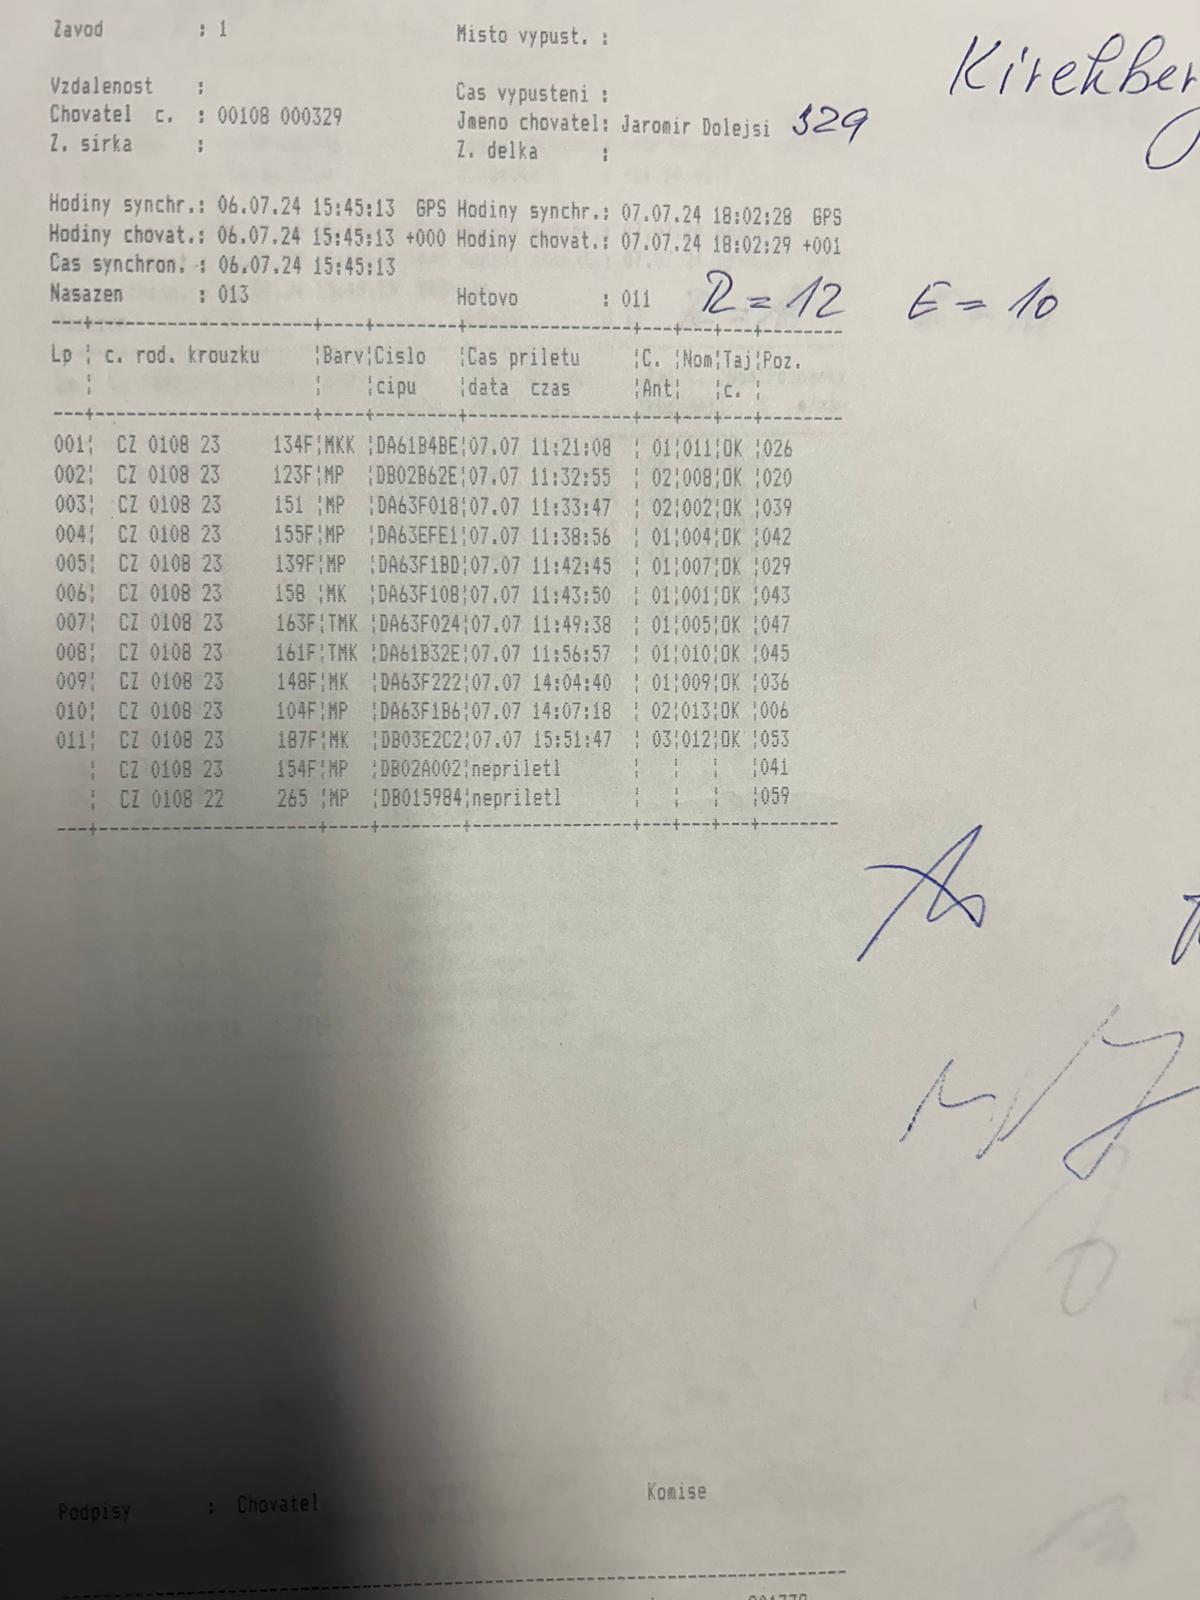 Zavod : 1 Misto vypust. :
Vzdalenost : Cas vypusteni :
Chovatel c. : 00108 000329 Jmeno chovatel: Jaromir Dolejsi 329
Z. sirka : Z. delka :
Hodiny synchr.: 06.07.24 15:45:13 GPS Hodiny synchr.: 07.07.24 18:02:28 GPS
Hodiny chovat.: 06.07.24 15:45:13 +000 Hodiny chovat.: 07.07.24 18:02:29 +001
Cas synchron. : 06.07.24 15:45:13
Nasazen : 013 Hotovo : 011 R = 12 E = 10
Lp ¦ c. rod. krouzku ¦Barv¦Cislo ¦Cas priletu ¦C. ¦Nom¦Taj¦Poz.
¦ ¦ ¦cipu ¦data czas ¦Ant¦ ¦c. ¦
001¦ CZ 0108 23 134F¦MKK ¦DA61B4BE¦07.07 11:21:08 ¦ 01¦011¦OK ¦026
002¦ CZ 0108 23 123F¦MP ¦DB02B62E¦07.07 11:32:55 ¦ 02¦008¦OK ¦020
003¦ CZ 0108 23 151 ¦MP ¦DA63F018¦07.07 11:33:47 ¦ 02¦002¦OK ¦039
004¦ CZ 0108 23 155F¦MP ¦DA63EFE1¦07.07 11:38:56 ¦ 01¦004¦OK ¦042
005¦ CZ 0108 23 139F¦MP ¦DA63F1BD¦07.07 11:42:45 ¦ 01¦007¦OK ¦029
006¦ CZ 0108 23 158 ¦MK ¦DA63F108¦07.07 11:43:50 ¦ 01¦001¦OK ¦043
007¦ CZ 0108 23 163F¦TMK ¦DA63F024¦07.07 11:49:38 ¦ 01¦005¦OK ¦047
008¦ CZ 0108 23 161F¦TMK ¦DA61B32E¦07.07 11:56:57 ¦ 01¦010¦OK ¦045
009¦ CZ 0108 23 148F¦MK ¦DA63F222¦07.07 14:04:40 ¦ 01¦009¦OK ¦036
010¦ CZ 0108 23 104F¦MP ¦DA63F1B6¦07.07 14:07:18 ¦ 02¦013¦OK ¦006
011¦ CZ 0108 23 187F¦MK ¦DB03E2C2¦07.07 15:51:47 ¦ 03¦012¦OK ¦053
¦ CZ 0108 23 154F¦MP ¦DB02A002¦nepriletl ¦ ¦ ¦ ¦041
¦ CZ 0108 22 265 ¦MP ¦DB015984¦nepriletl ¦ ¦ ¦ ¦059
Podpisy : Chovatel Komise